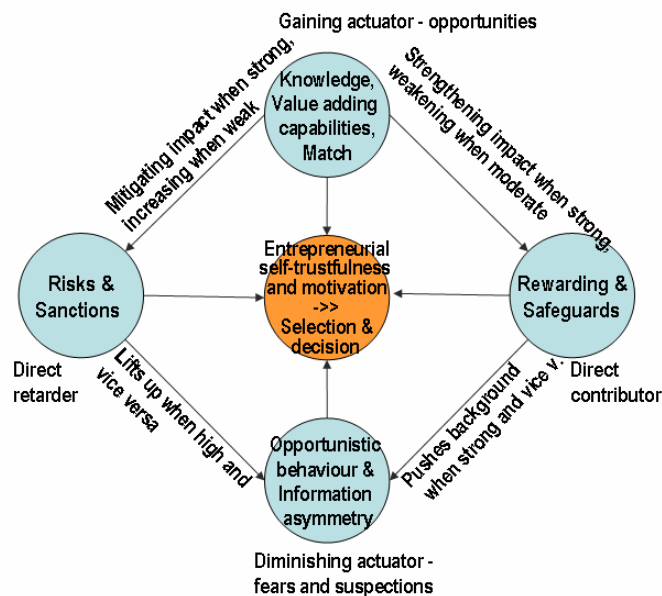 Gaining actuator - opportunities
Knowledge,
Value adding
capabilities,
Match
Mitigating impact when strong,
increasing when weak
Strengthening impact when strong,
weakening when moderate
Risks &
Sanctions
Direct
retarder
Entrepreneurial
self-trustfulness
and motivation
->>
Selection &
decision
Rewarding &
Safeguards
Direct
contributor
Lifts up when high and
vice versa
Pushes background
when strong and vice v.
Opportunistic
behaviour &
Information
asymmetry
Diminishing actuator -
fears and suspections